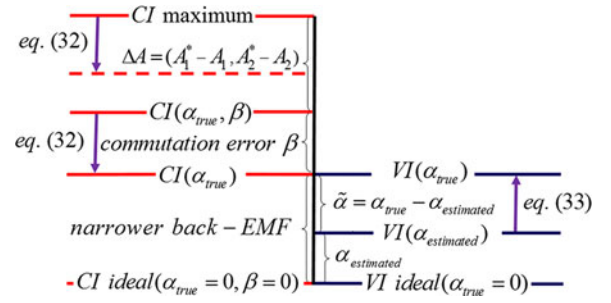 CI maximum
eq. (32)
ΔA = (A₁* − A₁, A₂* − A₂)
CI(α_true, β)
eq. (32)
commutation error β
CI(α_true)
VI(α_true)
α̃ = α_true − α_estimated
eq. (33)
narrower back − EMF
VI(α_estimated)
α_estimated
CI ideal(α_true = 0, β = 0)
VI ideal(α_true = 0)